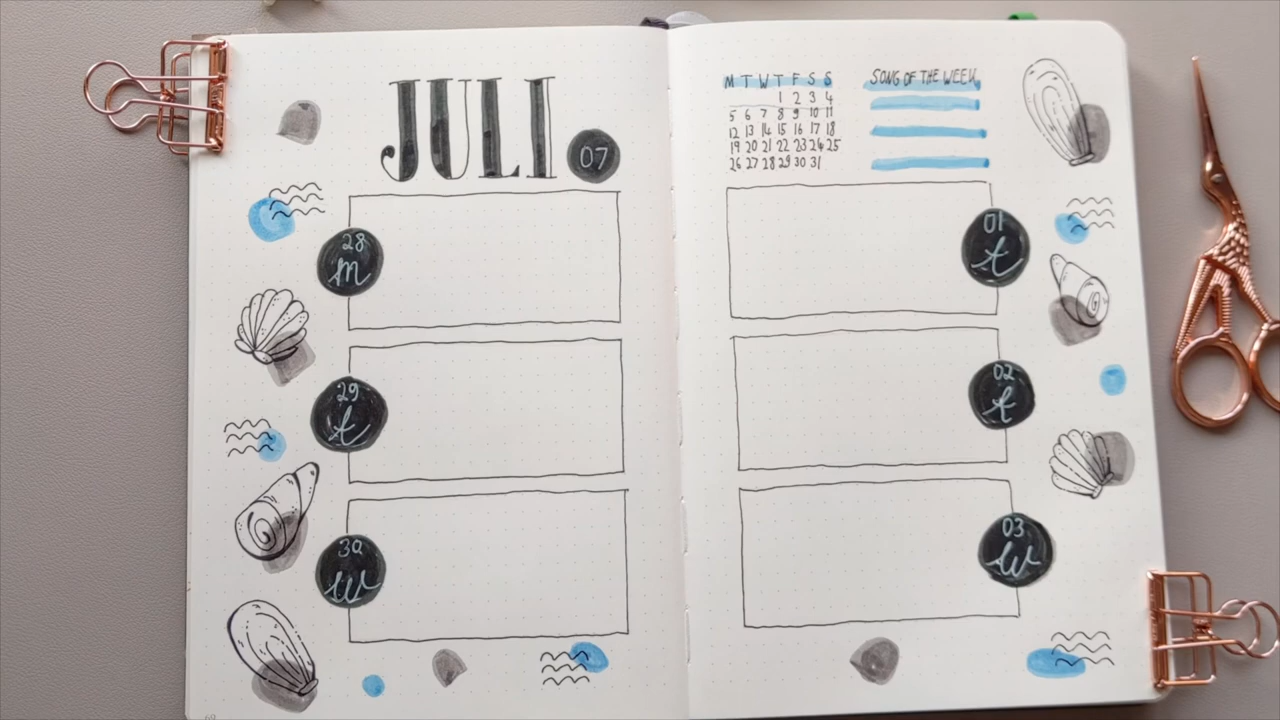 JULI
07
28
m
29
t
30
w
M T W T F S S
1 2 3 4
5 6 7 8 9 10 11
12 13 14 15 16 17 18
19 20 21 22 23 24 25
26 27 28 29 30 31
SONG OF THE WEEK
01
t
02
t
03
w